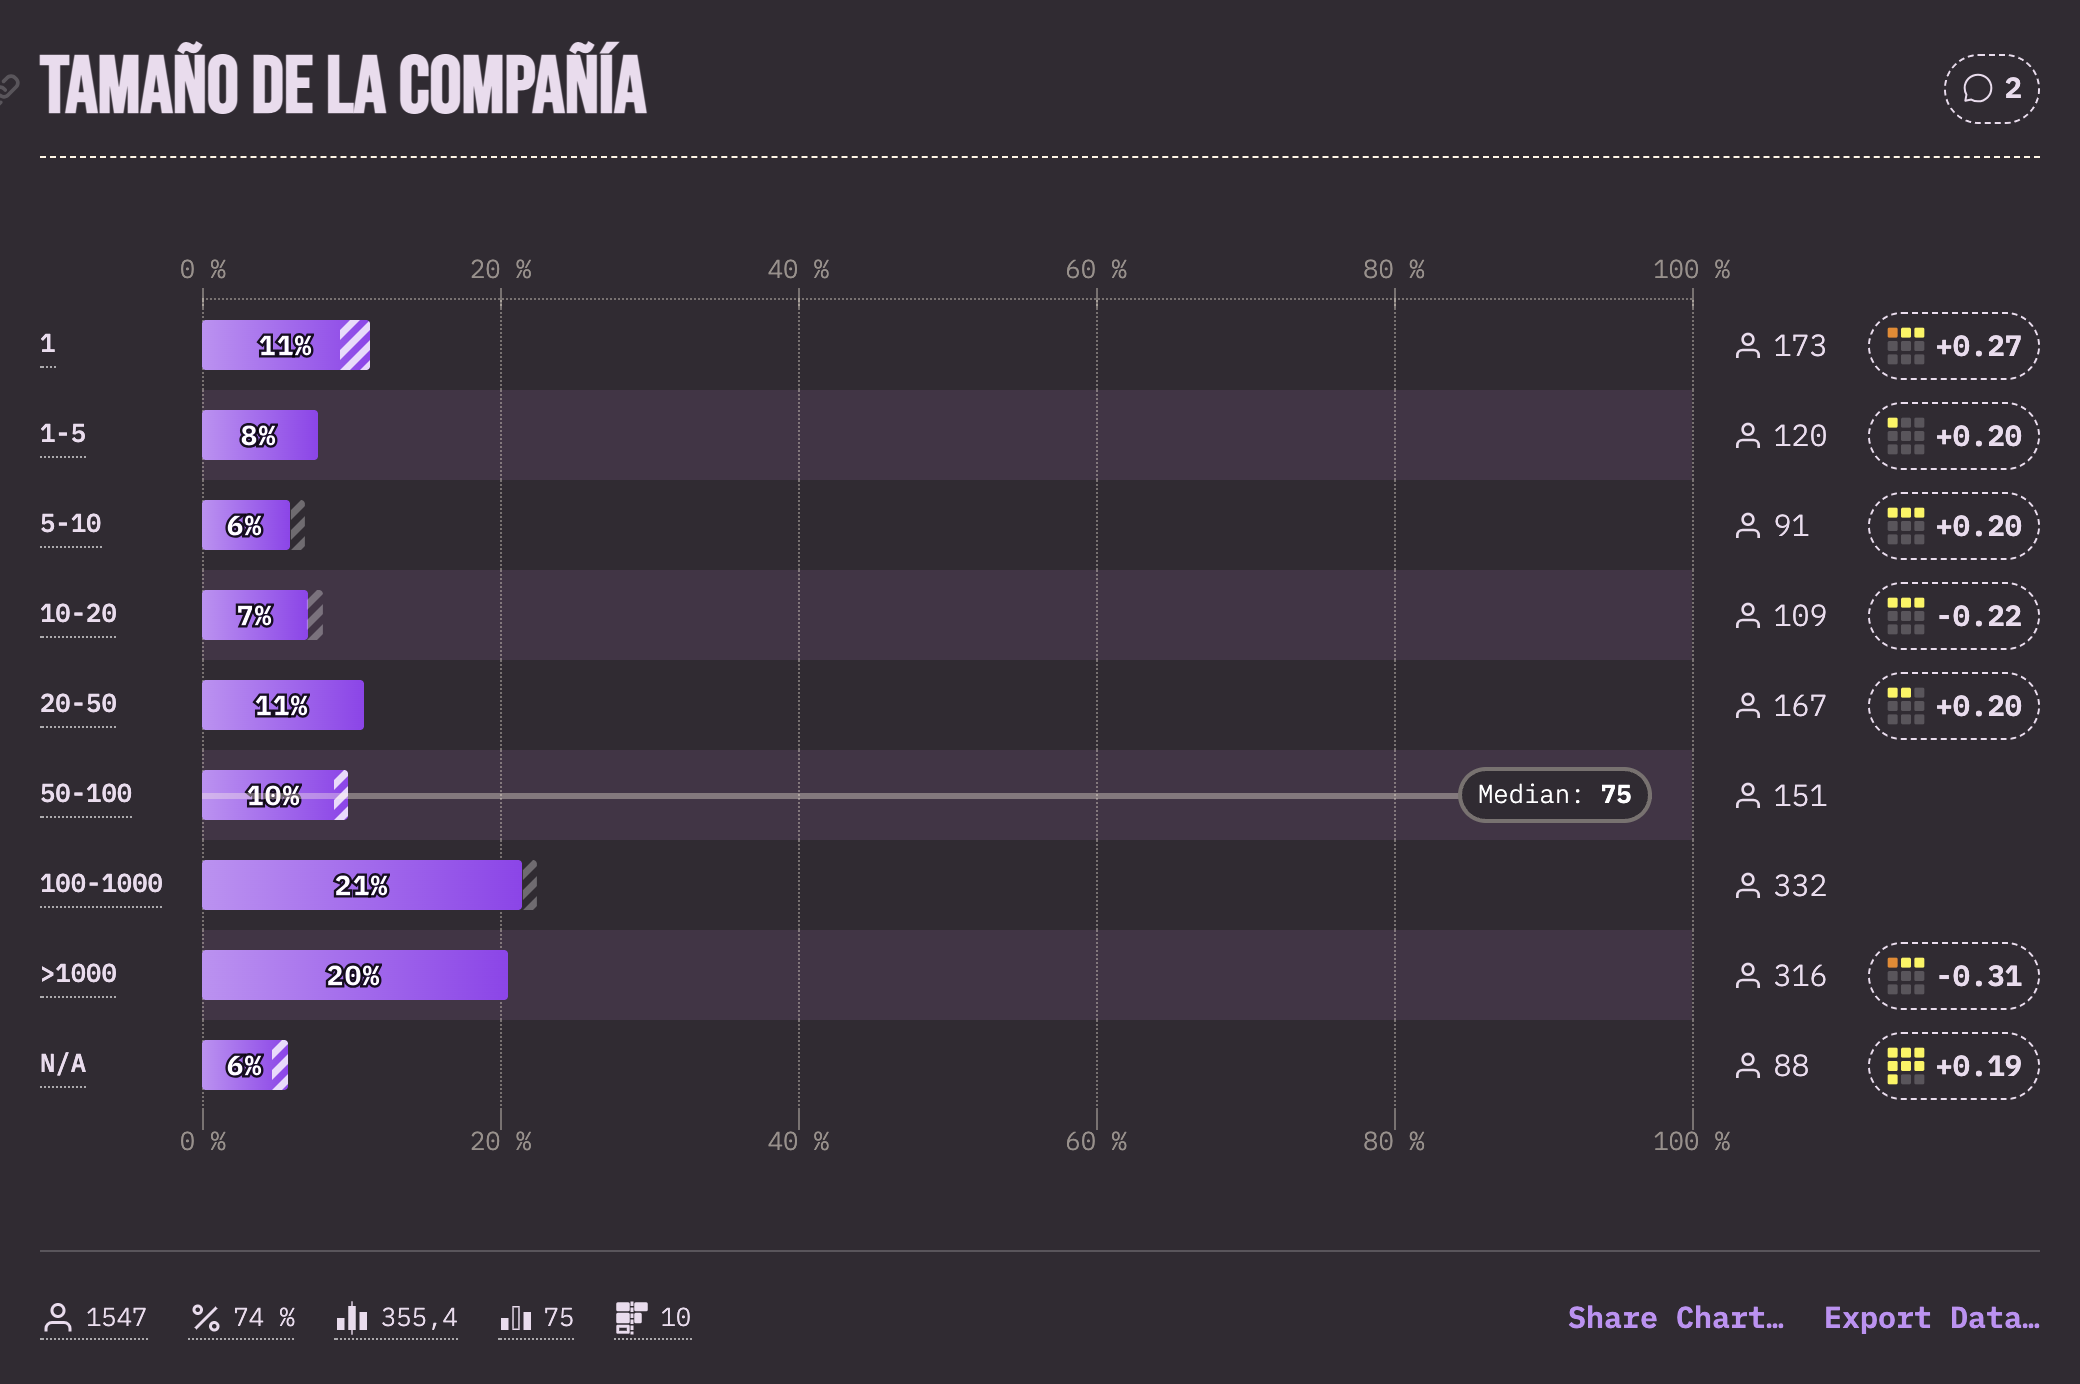 TAMAÑO DE LA COMPAÑÍA
2
0 % 20 % 40 % 60 % 80 % 100 %
1 11% 173 +0.27
1-5 8% 120 +0.20
5-10 6% 91 +0.20
10-20 7% 109 -0.22
20-50 11% 167 +0.20
50-100 10% Median: 75 151
100-1000 21% 332
>1000 20% 316 -0.31
N/A 6% 88 +0.19
0 % 20 % 40 % 60 % 80 % 100 %
1547 74 % 355,4 75 10 Share Chart… Export Data…